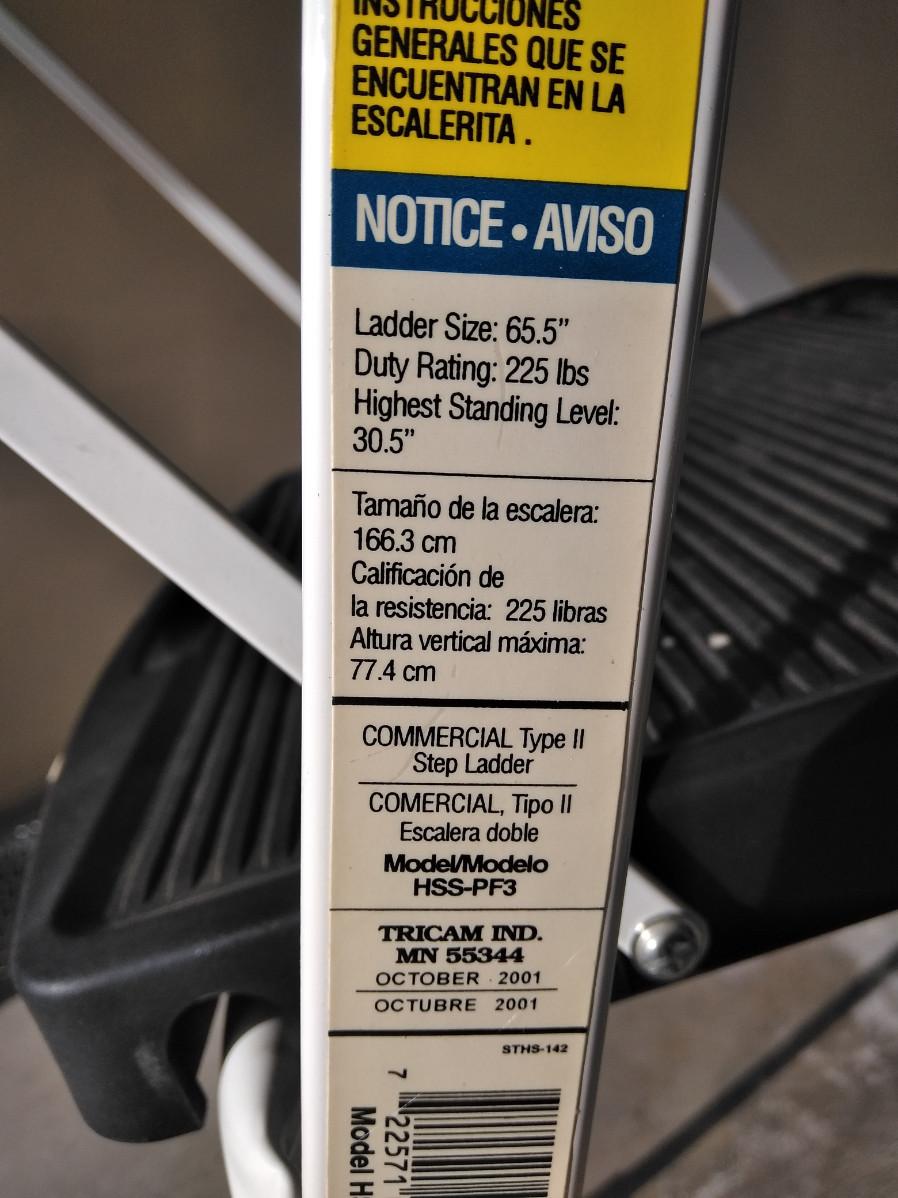 INSTRUCCIONES
GENERALES QUE SE
ENCUENTRAN EN LA
ESCALERITA .
NOTICE • AVISO
Ladder Size: 65.5"
Duty Rating: 225 lbs
Highest Standing Level:
30.5"
Tamaño de la escalera:
166.3 cm
Calificación de
la resistencia: 225 libras
Altura vertical máxima:
77.4 cm
COMMERCIAL Type II
Step Ladder
COMERCIAL, Tipo II
Escalera doble
Model/Modelo
HSS-PF3
TRICAM IND.
MN 55344
OCTOBER 2001
OCTUBRE 2001
STHS-142
7 22571
Model H